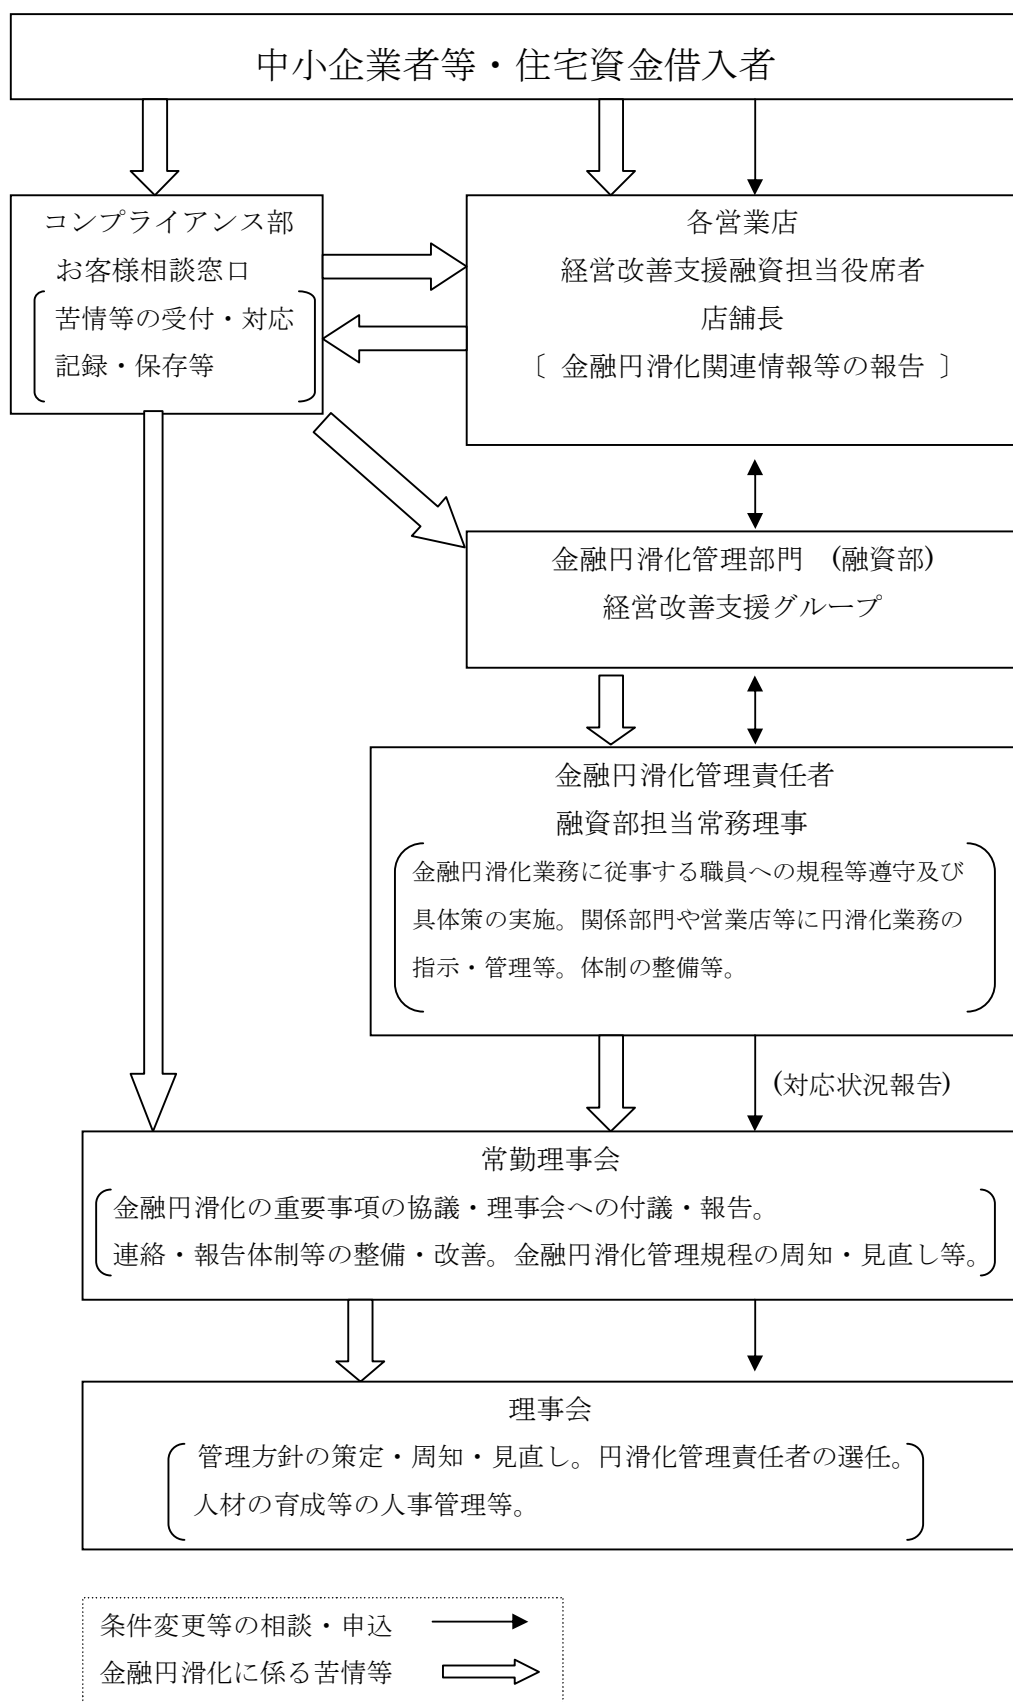 中小企業者等・住宅資金借入者
コンプライアンス部
お客様相談窓口
苦情等の受付・対応
記録・保存等
各営業店
経営改善支援融資担当役席者
店舗長
〔 金融円滑化関連情報等の報告 〕
金融円滑化管理部門 (融資部)
経営改善支援グループ
金融円滑化管理責任者
融資部担当常務理事
金融円滑化業務に従事する職員への規程等遵守及び
具体策の実施。関係部門や営業店等に円滑化業務の
指示・管理等。体制の整備等。
(対応状況報告)
常勤理事会
金融円滑化の重要事項の協議・理事会への付議・報告。
連絡・報告体制等の整備・改善。金融円滑化管理規程の周知・見直し等。
理事会
管理方針の策定・周知・見直し。円滑化管理責任者の選任。
人材の育成等の人事管理等。
条件変更等の相談・申込
金融円滑化に係る苦情等